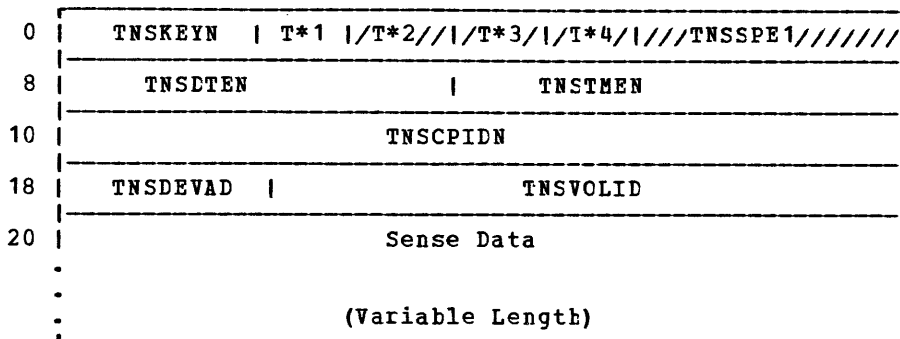 0 | TNSKEYN | T*1 |/T*2//|/T*3/|/T*4/|///TNSSPE1///////
8 | TNSDTEN | TNSTMEN
10 | TNSCPIDN
18 | TNSDEVAD | TNSVOLID
20 | Sense Data
(Variable Length)